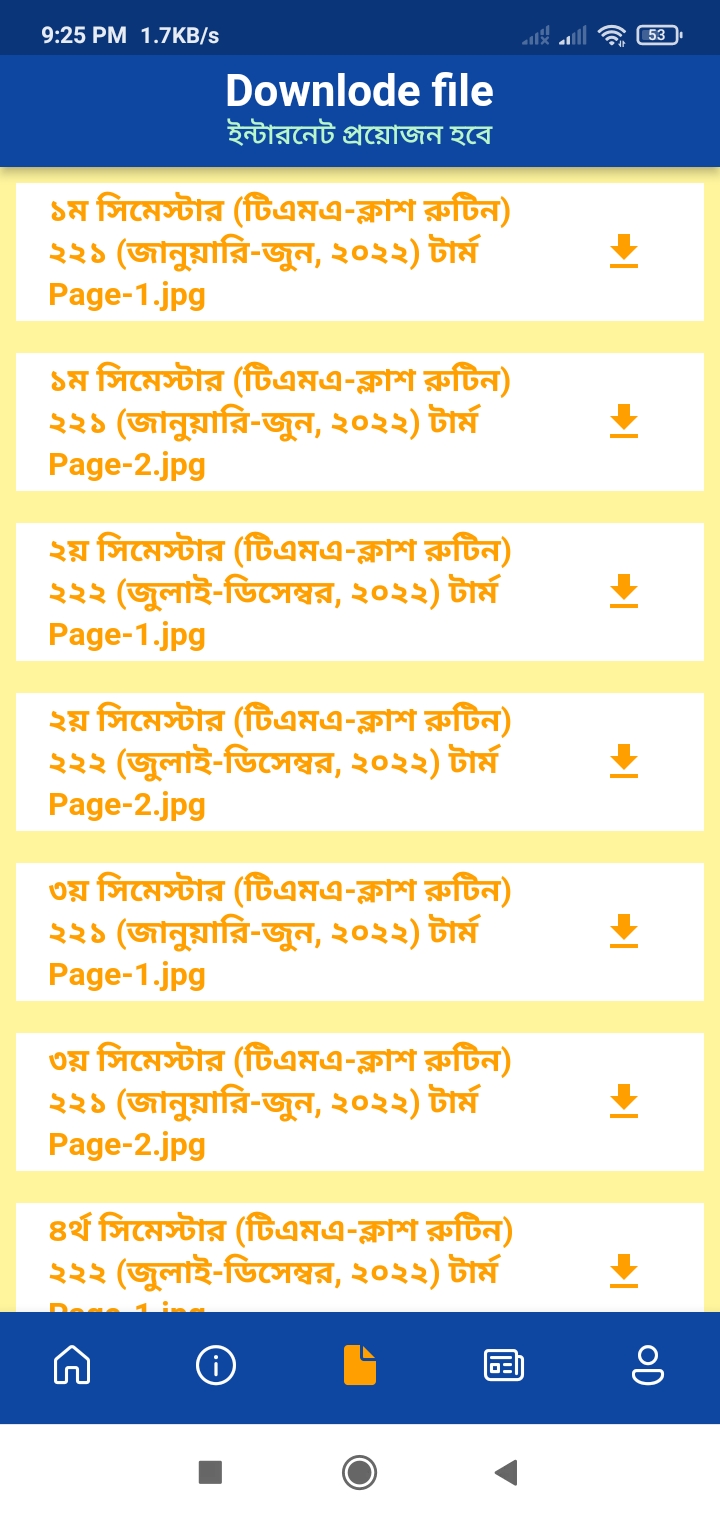 9:25 PM 1.7KB/s 53
Downlode file
ইন্টারনেট প্রয়োজন হবে
১ম সিমেস্টার (টিএমএ-ক্লাশ রুটিন)
২২১ (জানুয়ারি-জুন, ২০২২) টার্ম
Page-1.jpg
১ম সিমেস্টার (টিএমএ-ক্লাশ রুটিন)
২২১ (জানুয়ারি-জুন, ২০২২) টার্ম
Page-2.jpg
২য় সিমেস্টার (টিএমএ-ক্লাশ রুটিন)
২২২ (জুলাই-ডিসেম্বর, ২০২২) টার্ম
Page-1.jpg
২য় সিমেস্টার (টিএমএ-ক্লাশ রুটিন)
২২২ (জুলাই-ডিসেম্বর, ২০২২) টার্ম
Page-2.jpg
৩য় সিমেস্টার (টিএমএ-ক্লাশ রুটিন)
২২১ (জানুয়ারি-জুন, ২০২২) টার্ম
Page-1.jpg
৩য় সিমেস্টার (টিএমএ-ক্লাশ রুটিন)
২২১ (জানুয়ারি-জুন, ২০২২) টার্ম
Page-2.jpg
৪র্থ সিমেস্টার (টিএমএ-ক্লাশ রুটিন)
২২২ (জুলাই-ডিসেম্বর, ২০২২) টার্ম